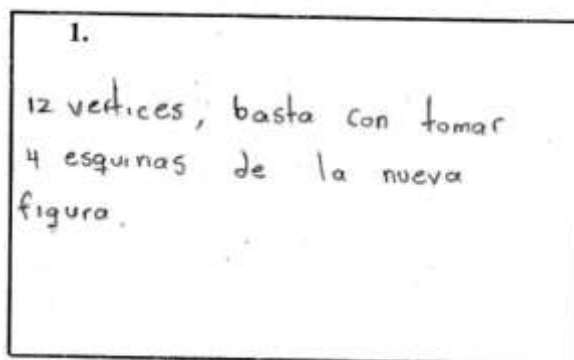 1.
12 vertices, basta con tomar
4 esquinas de la nueva
figura.